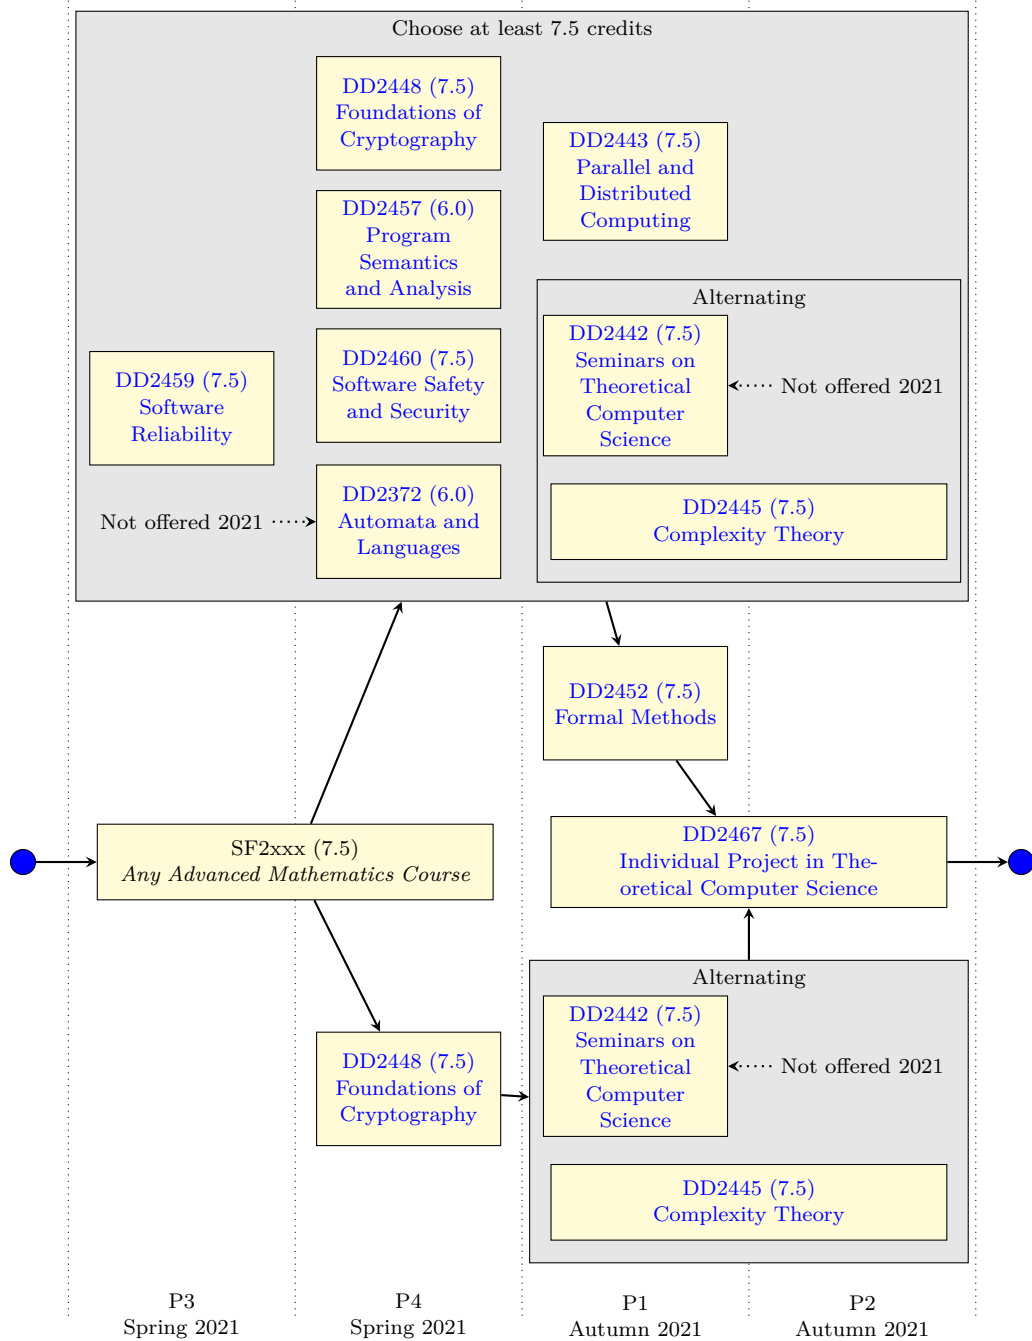 Choose at least 7.5 credits
DD2448 (7.5)
Foundations of
Cryptography
DD2443 (7.5)
Parallel and
Distributed
Computing
DD2457 (6.0)
Program
Semantics
and Analysis
Alternating
DD2442 (7.5)
Seminars on
Theoretical
Computer
Science
Not offered 2021
DD2460 (7.5)
Software Safety
and Security
DD2459 (7.5)
Software
Reliability
DD2372 (6.0)
Automata and
Languages
Not offered 2021
DD2445 (7.5)
Complexity Theory
DD2452 (7.5)
Formal Methods
SF2xxx (7.5)
Any Advanced Mathematics Course
DD2467 (7.5)
Individual Project in The-
oretical Computer Science
Alternating
DD2442 (7.5)
Seminars on
Theoretical
Computer
Science
Not offered 2021
DD2448 (7.5)
Foundations of
Cryptography
DD2445 (7.5)
Complexity Theory
P3
Spring 2021
P4
Spring 2021
P1
Autumn 2021
P2
Autumn 2021